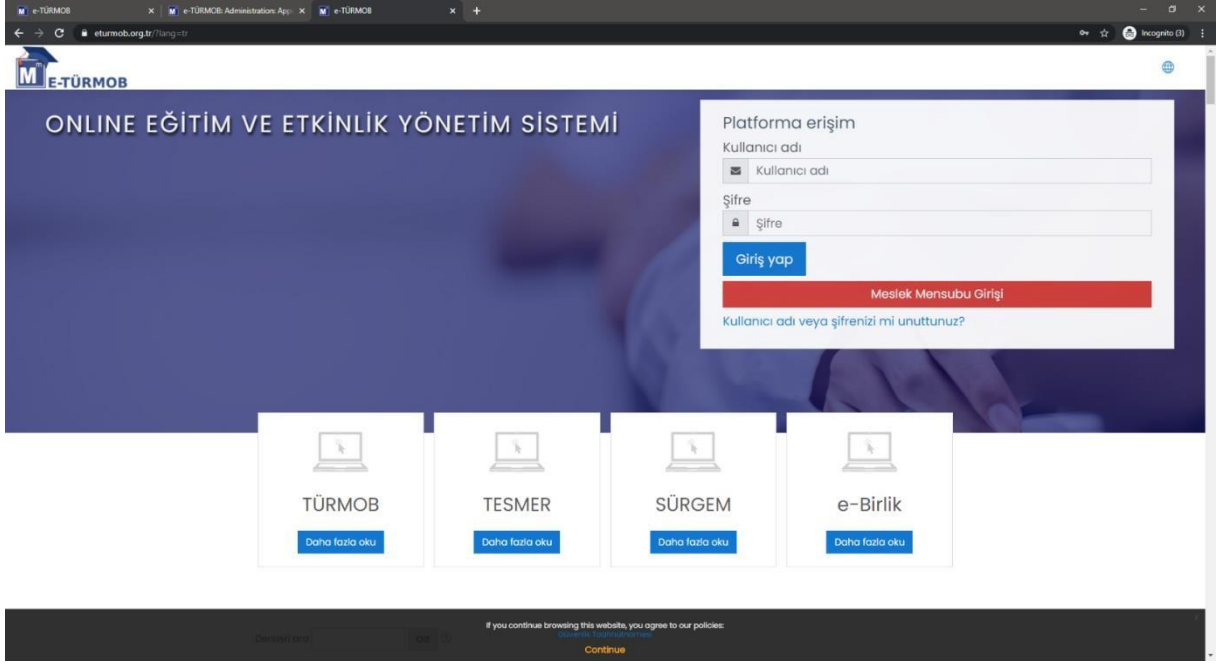 e-TÜRMOB
e-TÜRMOB: Administration: App
e-TÜRMOB
eturmob.org.tr/?lang=tr
Incognito (3)
M
E-TÜRMOB
ONLINE EĞİTİM VE ETKİNLİK YÖNETİM SİSTEMİ
Platforma erişim
Kullanıcı adı
Kullanıcı adı
Şifre
Şifre
Giriş yap
Meslek Mensubu Girişi
Kullanıcı adı veya şifrenizi mi unuttunuz?
TÜRMOB
TESMER
SÜRGEM
e-Birlik
Daha fazla oku
Daha fazla oku
Daha fazla oku
Daha fazla oku
If you continue browsing this website, you agree to our policies:
Güvenlik Taahhütnamesi
Continue